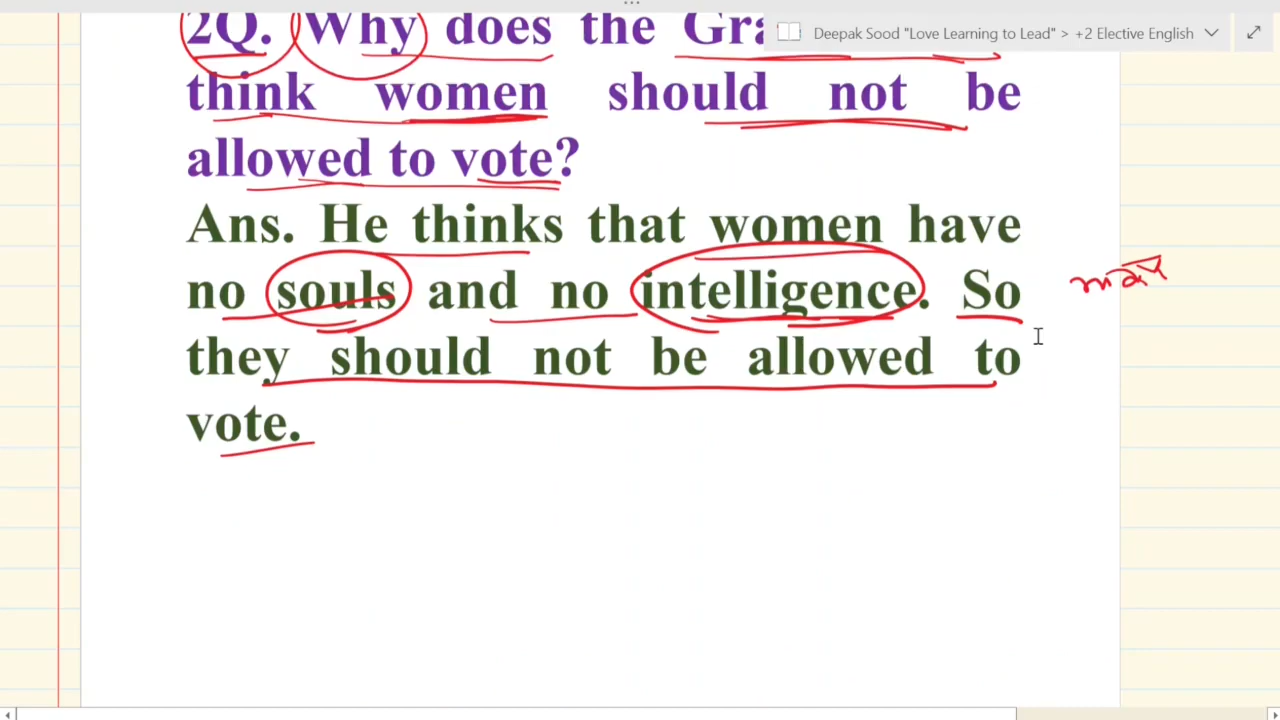 Deepak Sood "Love Learning to Lead" > +2 Elective English
2Q. Why does the
think women should not be
allowed to vote?
Ans. He thinks that women have
no souls and no intelligence. So
they should not be allowed to
vote.